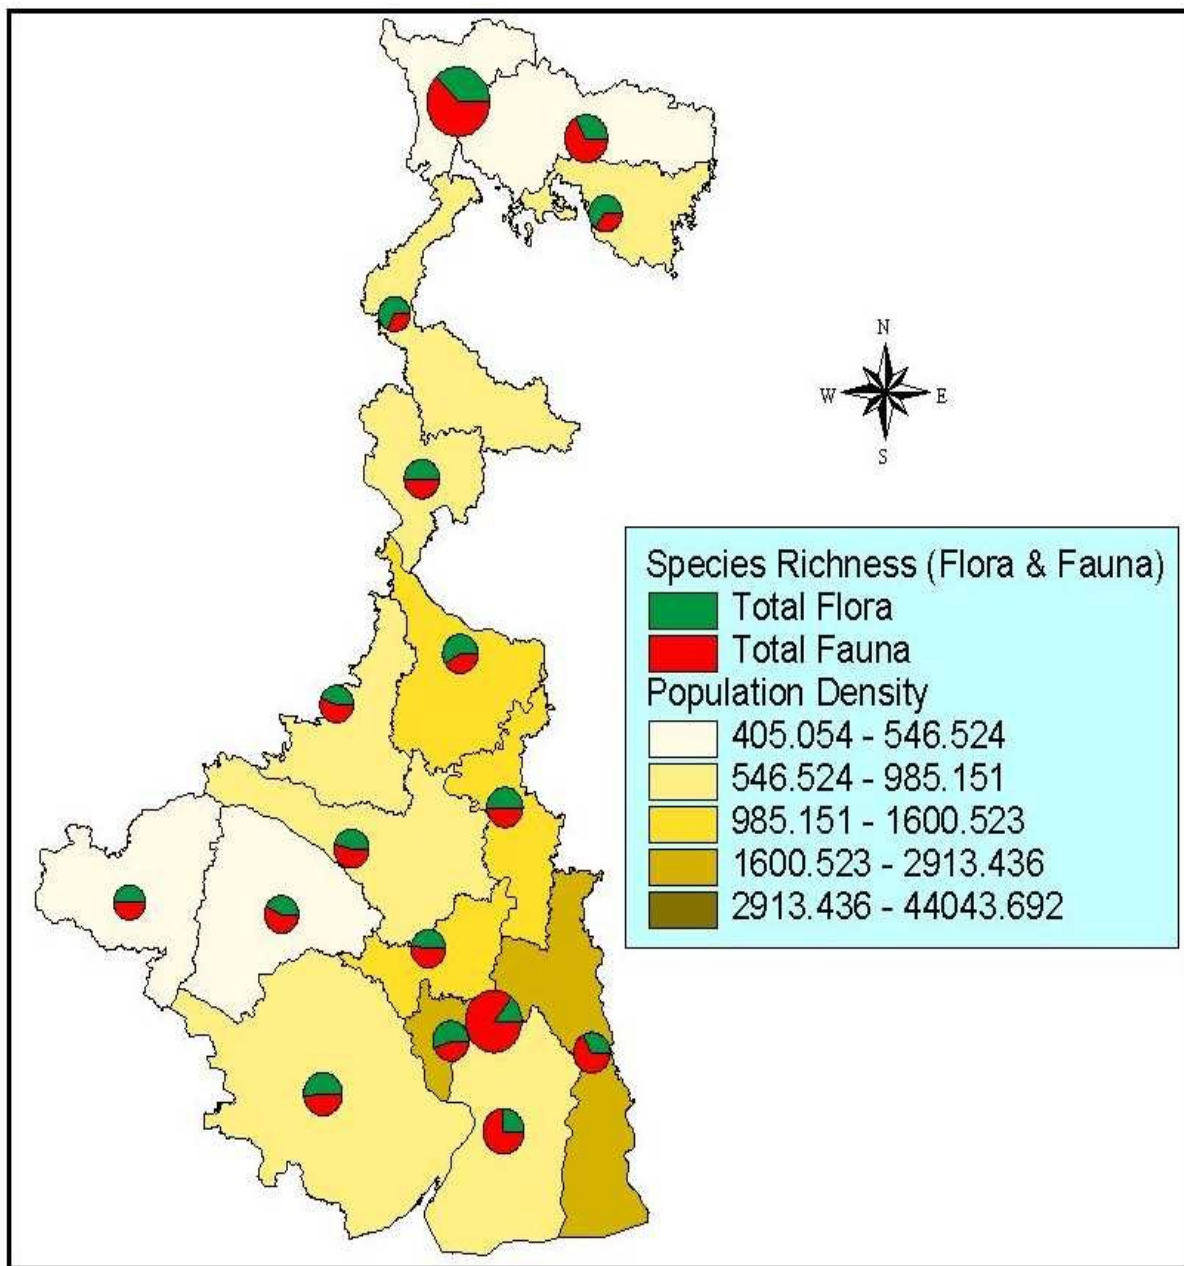 N
W E
S
Species Richness (Flora & Fauna)
Total Flora
Total Fauna
Population Density
405.054 - 546.524
546.524 - 985.151
985.151 - 1600.523
1600.523 - 2913.436
2913.436 - 44043.692